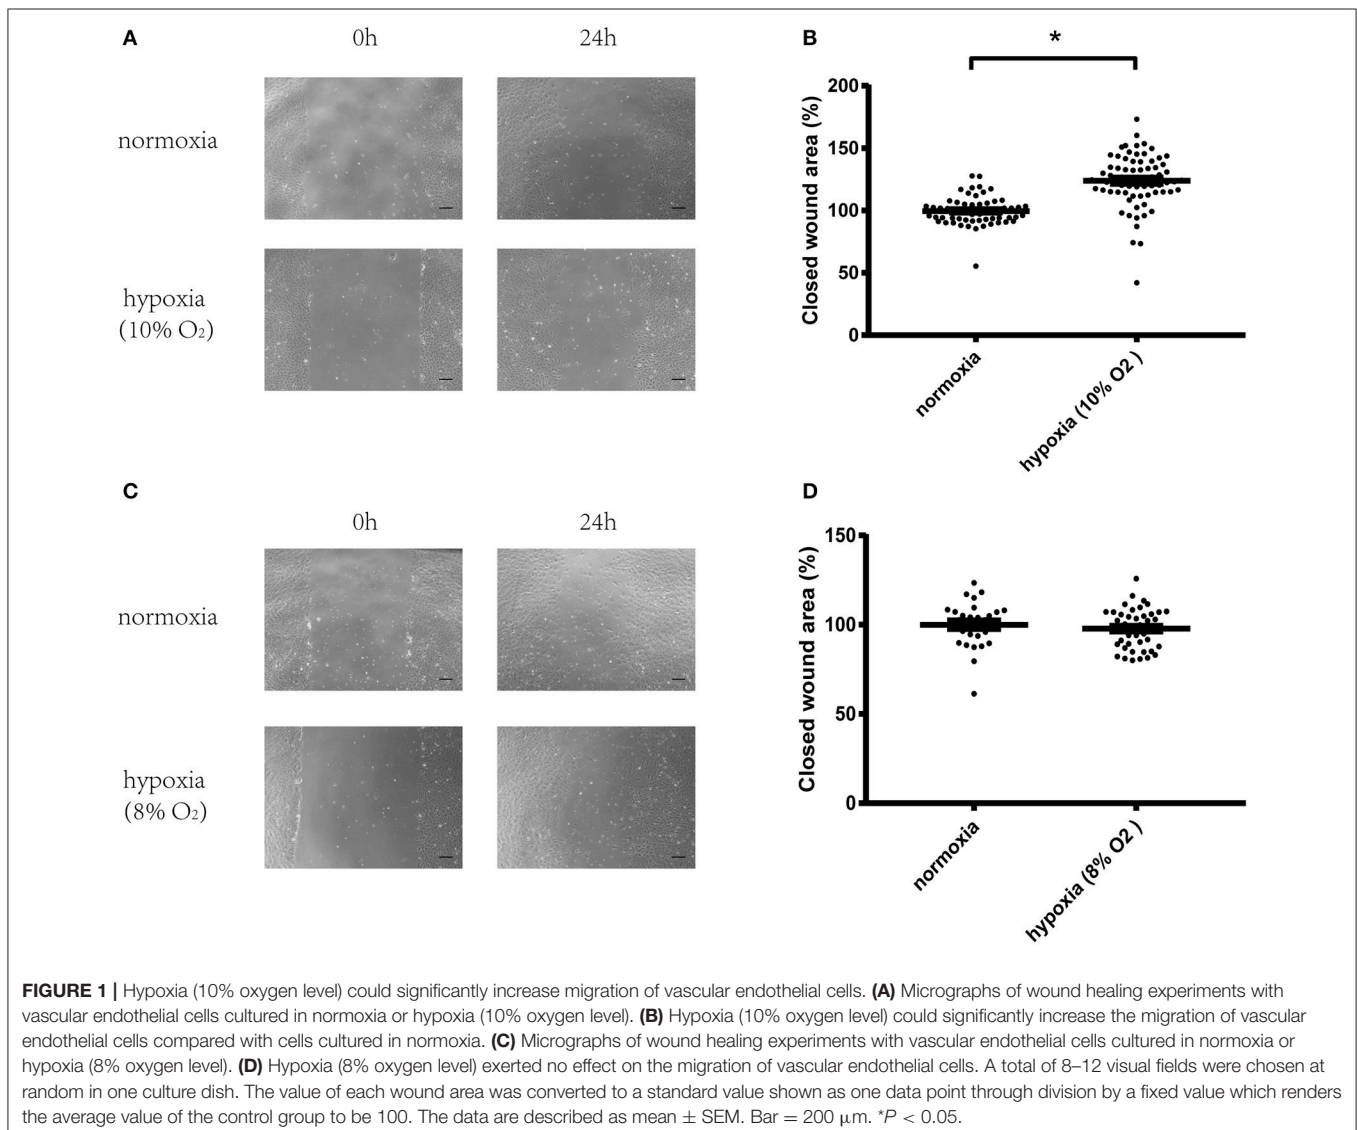 A
0h
24h
normoxia
hypoxia
(10% O₂)
B
*
Closed wound area (%)
200
150
100
50
0
normoxia
hypoxia (10% O2 )
C
0h
24h
normoxia
hypoxia
(8% O₂)
D
Closed wound area (%)
150
100
50
0
normoxia
hypoxia (8% O2 )
FIGURE 1 | Hypoxia (10% oxygen level) could significantly increase migration of vascular endothelial cells. (A) Micrographs of wound healing experiments with
vascular endothelial cells cultured in normoxia or hypoxia (10% oxygen level). (B) Hypoxia (10% oxygen level) could significantly increase the migration of vascular
endothelial cells compared with cells cultured in normoxia. (C) Micrographs of wound healing experiments with vascular endothelial cells cultured in normoxia or
hypoxia (8% oxygen level). (D) Hypoxia (8% oxygen level) exerted no effect on the migration of vascular endothelial cells. A total of 8–12 visual fields were chosen at
random in one culture dish. The value of each wound area was converted to a standard value shown as one data point through division by a fixed value which renders
the average value of the control group to be 100. The data are described as mean ± SEM. Bar = 200 μm. *P < 0.05.